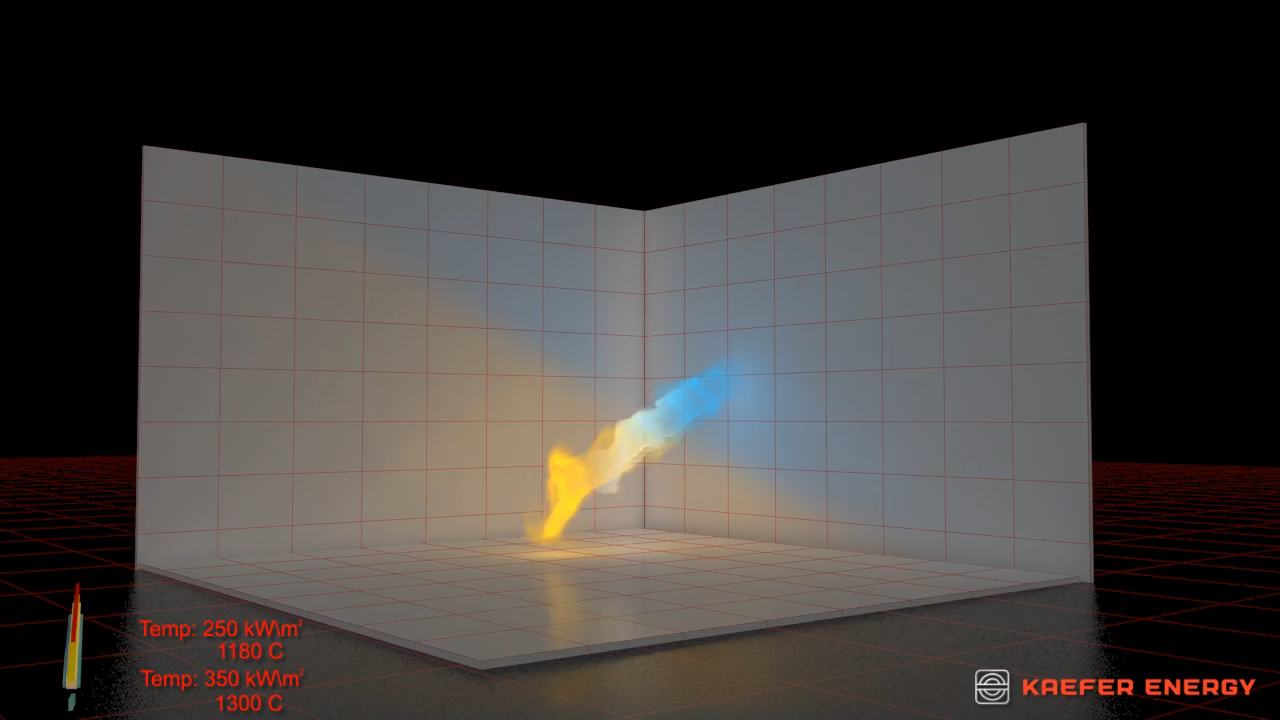 Temp: 250 kW\m²
1180 C
Temp: 350 kW\m²
1300 C
KAEFER ENERGY